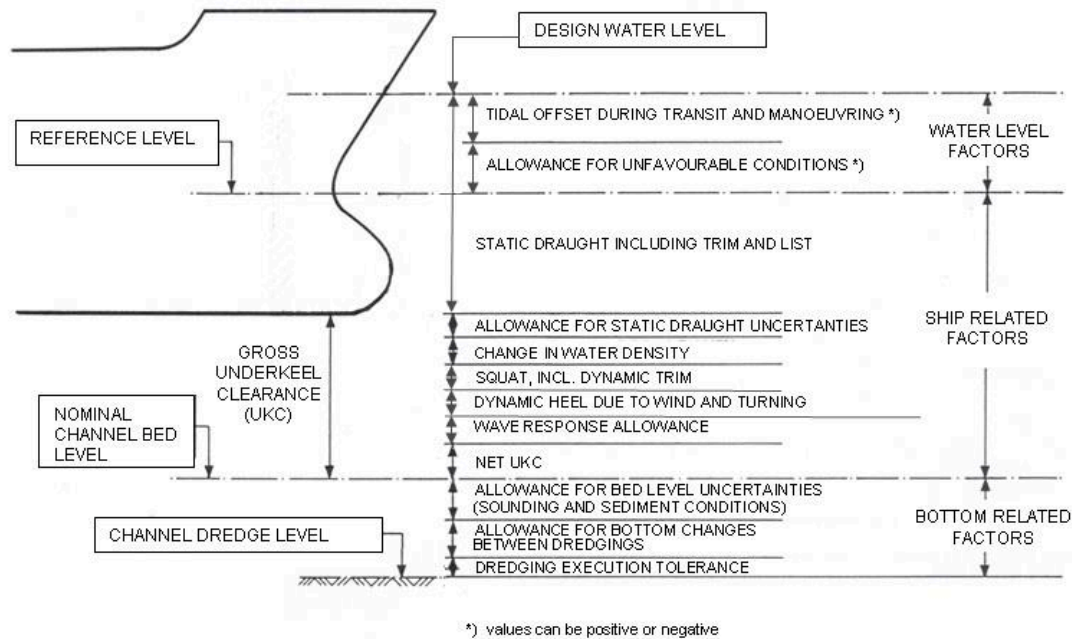 DESIGN WATER LEVEL
TIDAL OFFSET DURING TRANSIT AND MANOEUVRING *)
REFERENCE LEVEL
WATER LEVEL
FACTORS
ALLOWANCE FOR UNFAVOURABLE CONDITIONS *)
STATIC DRAUGHT INCLUDING TRIM AND LIST
ALLOWANCE FOR STATIC DRAUGHT UNCERTANTIES
SHIP RELATED
FACTORS
GROSS
UNDERKEEL
CLEARANCE
(UKC)
CHANGE IN WATER DENSITY
SQUAT, INCL. DYNAMIC TRIM
DYNAMIC HEEL DUE TO WIND AND TURNING
NOMINAL
CHANNEL BED
LEVEL
WAVE RESPONSE ALLOWANCE
NET UKC
ALLOWANCE FOR BED LEVEL UNCERTAINTIES
(SOUNDING AND SEDIMENT CONDITIONS)
BOTTOM RELATED
FACTORS
CHANNEL DREDGE LEVEL
ALLOWANCE FOR BOTTOM CHANGES
BETWEEN DREDGINGS
DREDGING EXECUTION TOLERANCE
*) values can be positive or negative